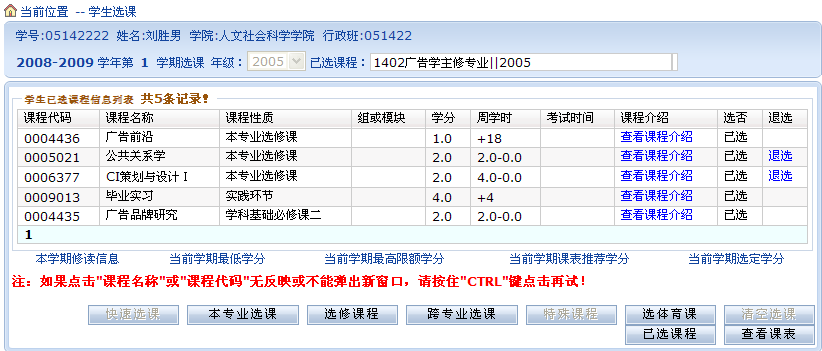 当前位置 -- 学生选课
学号:05142222 姓名:刘胜男 学院:人文社会科学学院 行政班:051422
2008-2009 学年第 1 学期选课 年级： 2005 已选课程： 1402广告学主修专业||2005
学生已选课程信息列表 共5条记录!
课程代码 课程名称 课程性质 组或模块 学分 周学时 考试时间 课程介绍 选否 退选
0004436 广告前沿 本专业选修课 1.0 +18 查看课程介绍 已选
0005021 公共关系学 本专业选修课 2.0 2.0-0.0 查看课程介绍 已选 退选
0006377 CI策划与设计Ⅰ 本专业选修课 2.0 4.0-0.0 查看课程介绍 已选 退选
0009013 毕业实习 实践环节 4.0 +4 查看课程介绍 已选
0004435 广告品牌研究 学科基础必修课二 2.0 2.0-0.0 查看课程介绍 已选
1
本学期修读信息 当前学期最低学分 当前学期最高限额学分 当前学期课表推荐学分 当前学期选定学分
注：如果点击"课程名称"或"课程代码"无反映或不能弹出新窗口，请按住"CTRL"键点击再试！
快速选课 本专业选课 选修课程 跨专业选课 特殊课程 选体育课 清空选课
已选课程 查看课表